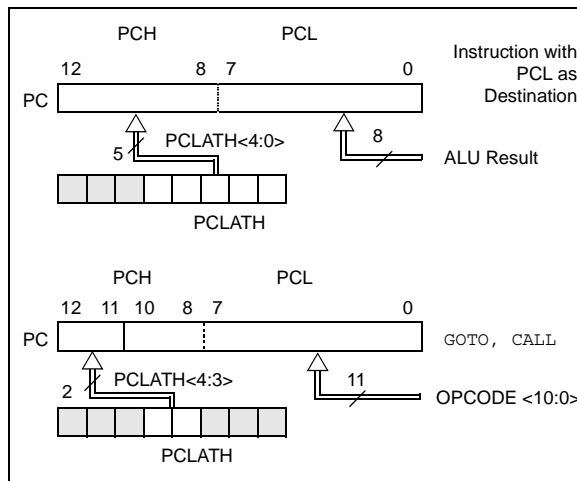 PCH PCL
12 8 7 0
Instruction with
PCL as
Destination
PC
5 PCLATH<4:0> 8
ALU Result
PCLATH
PCH PCL
12 11 10 8 7 0
PC GOTO, CALL
2 PCLATH<4:3> 11
OPCODE <10:0>
PCLATH